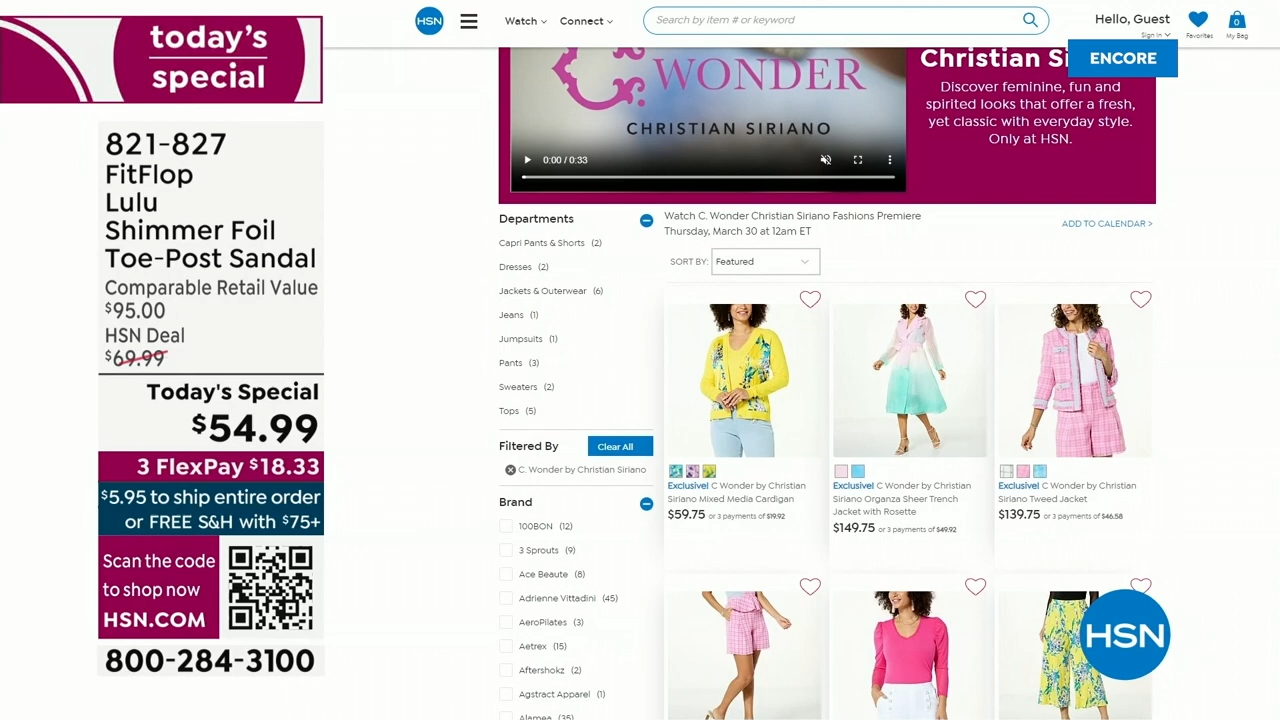 today's
special
821-827
FitFlop
Lulu
Shimmer Foil
Toe-Post Sandal
Comparable Retail Value
$95.00
HSN Deal
$69.99
Today's Special
$54.99
3 FlexPay $18.33
$5.95 to ship entire order
or FREE S&H with $75+
Scan the code
to shop now
HSN.COM
800-284-3100
HSN
Watch
Connect
Search by item # or keyword
Hello, Guest
Sign in
Favorites
0
My Bag
ENCORE
WONDER
CHRISTIAN SIRIANO
0:00 / 0:33
Christian Si
Discover feminine, fun and
spirited looks that offer a fresh,
yet classic with everyday style.
Only at HSN.
Departments
Capri Pants & Shorts (2)
Dresses (2)
Jackets & Outerwear (6)
Jeans (1)
Jumpsuits (1)
Pants (3)
Sweaters (2)
Tops (5)
Filtered By
Clear All
C. Wonder by Christian Siriano
Brand
100BON (12)
3 Sprouts (9)
Ace Beaute (8)
Adrienne Vittadini (45)
AeroPilates (3)
Aetrex (15)
Aftershokz (2)
Agstract Apparel (1)
Alamea (35)
Watch C. Wonder Christian Siriano Fashions Premiere
Thursday, March 30 at 12am ET
ADD TO CALENDAR >
SORT BY: Featured
Exclusive! C Wonder by Christian
Siriano Mixed Media Cardigan
$59.75 or 3 payments of $19.92
Exclusive! C Wonder by Christian
Siriano Organza Sheer Trench
Jacket with Rosette
$149.75 or 3 payments of $49.92
Exclusive! C Wonder by Christian
Siriano Tweed Jacket
$139.75 or 3 payments of $46.58
HSN